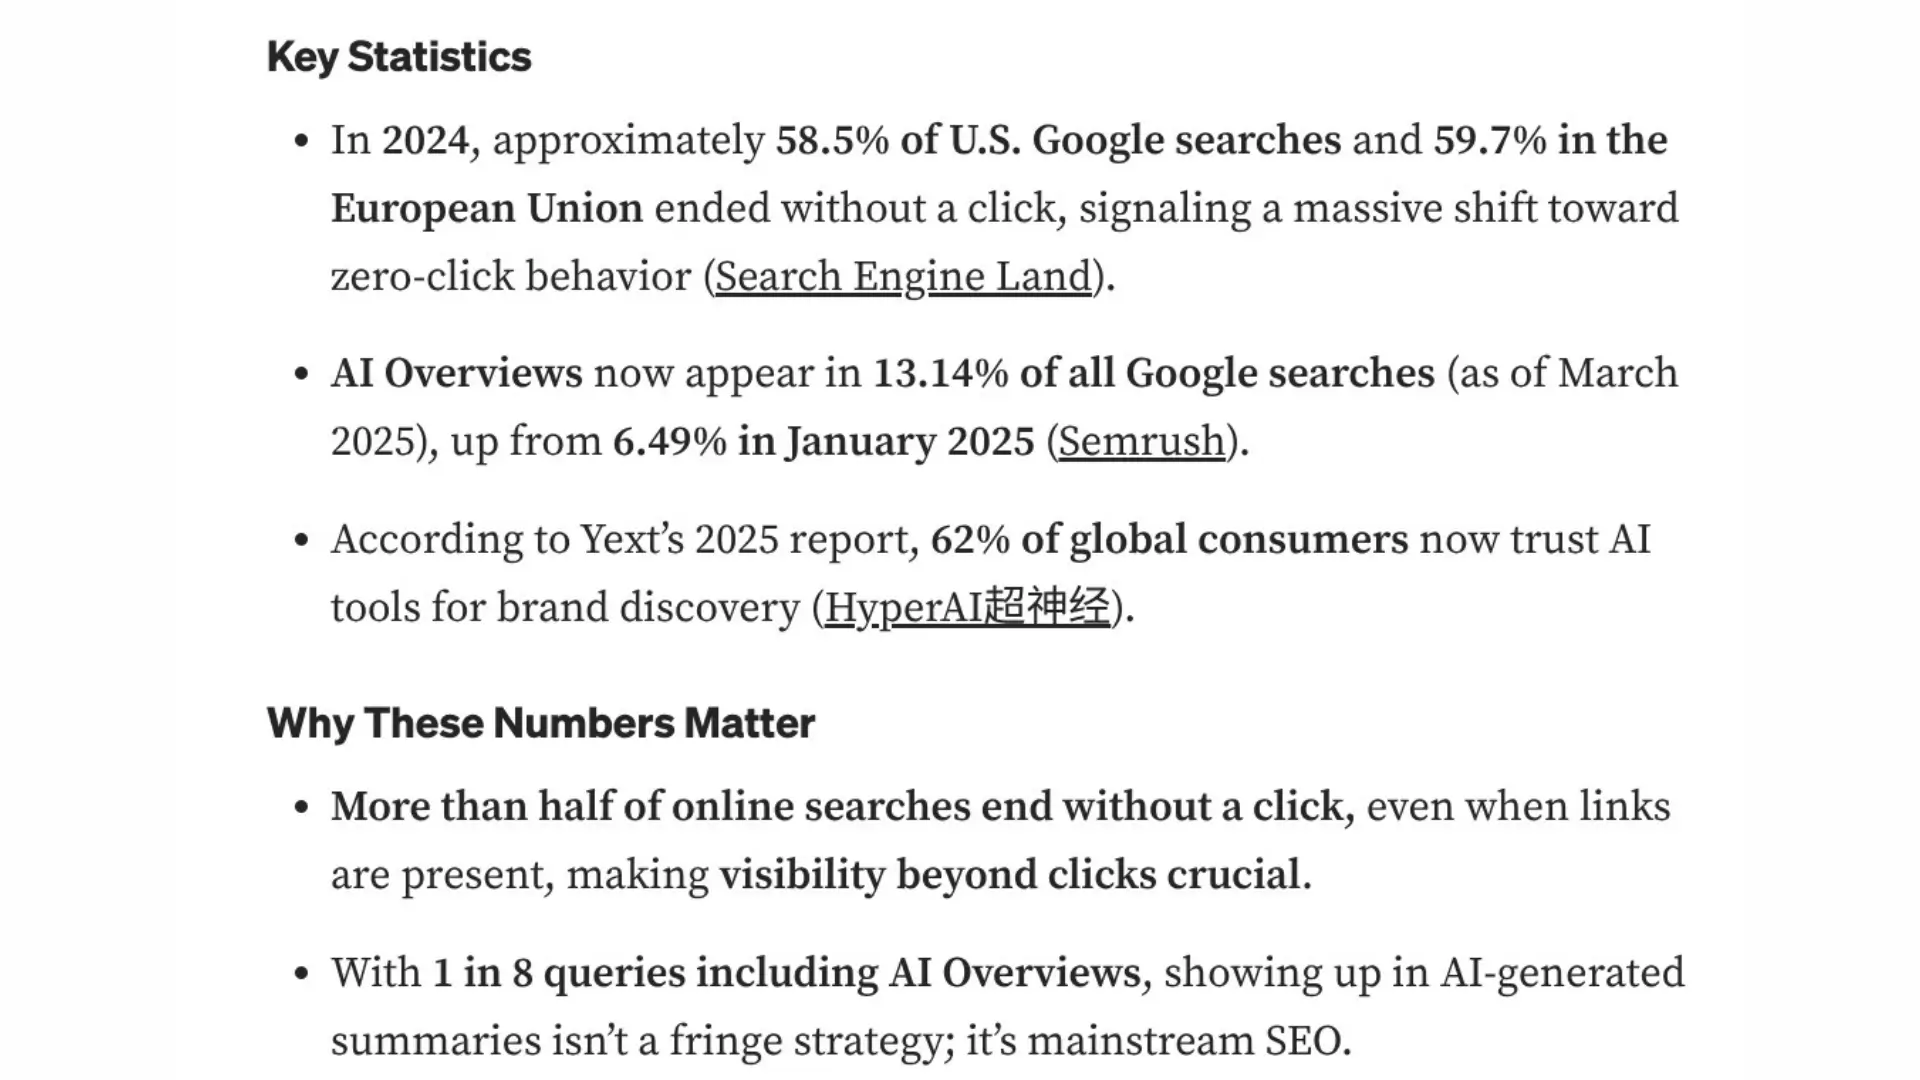 Key Statistics
• In 2024, approximately 58.5% of U.S. Google searches and 59.7% in the
European Union ended without a click, signaling a massive shift toward
zero-click behavior (Search Engine Land).
• AI Overviews now appear in 13.14% of all Google searches (as of March
2025), up from 6.49% in January 2025 (Semrush).
• According to Yext’s 2025 report, 62% of global consumers now trust AI
tools for brand discovery (HyperAI超神经).
Why These Numbers Matter
• More than half of online searches end without a click, even when links
are present, making visibility beyond clicks crucial.
• With 1 in 8 queries including AI Overviews, showing up in AI-generated
summaries isn’t a fringe strategy; it’s mainstream SEO.